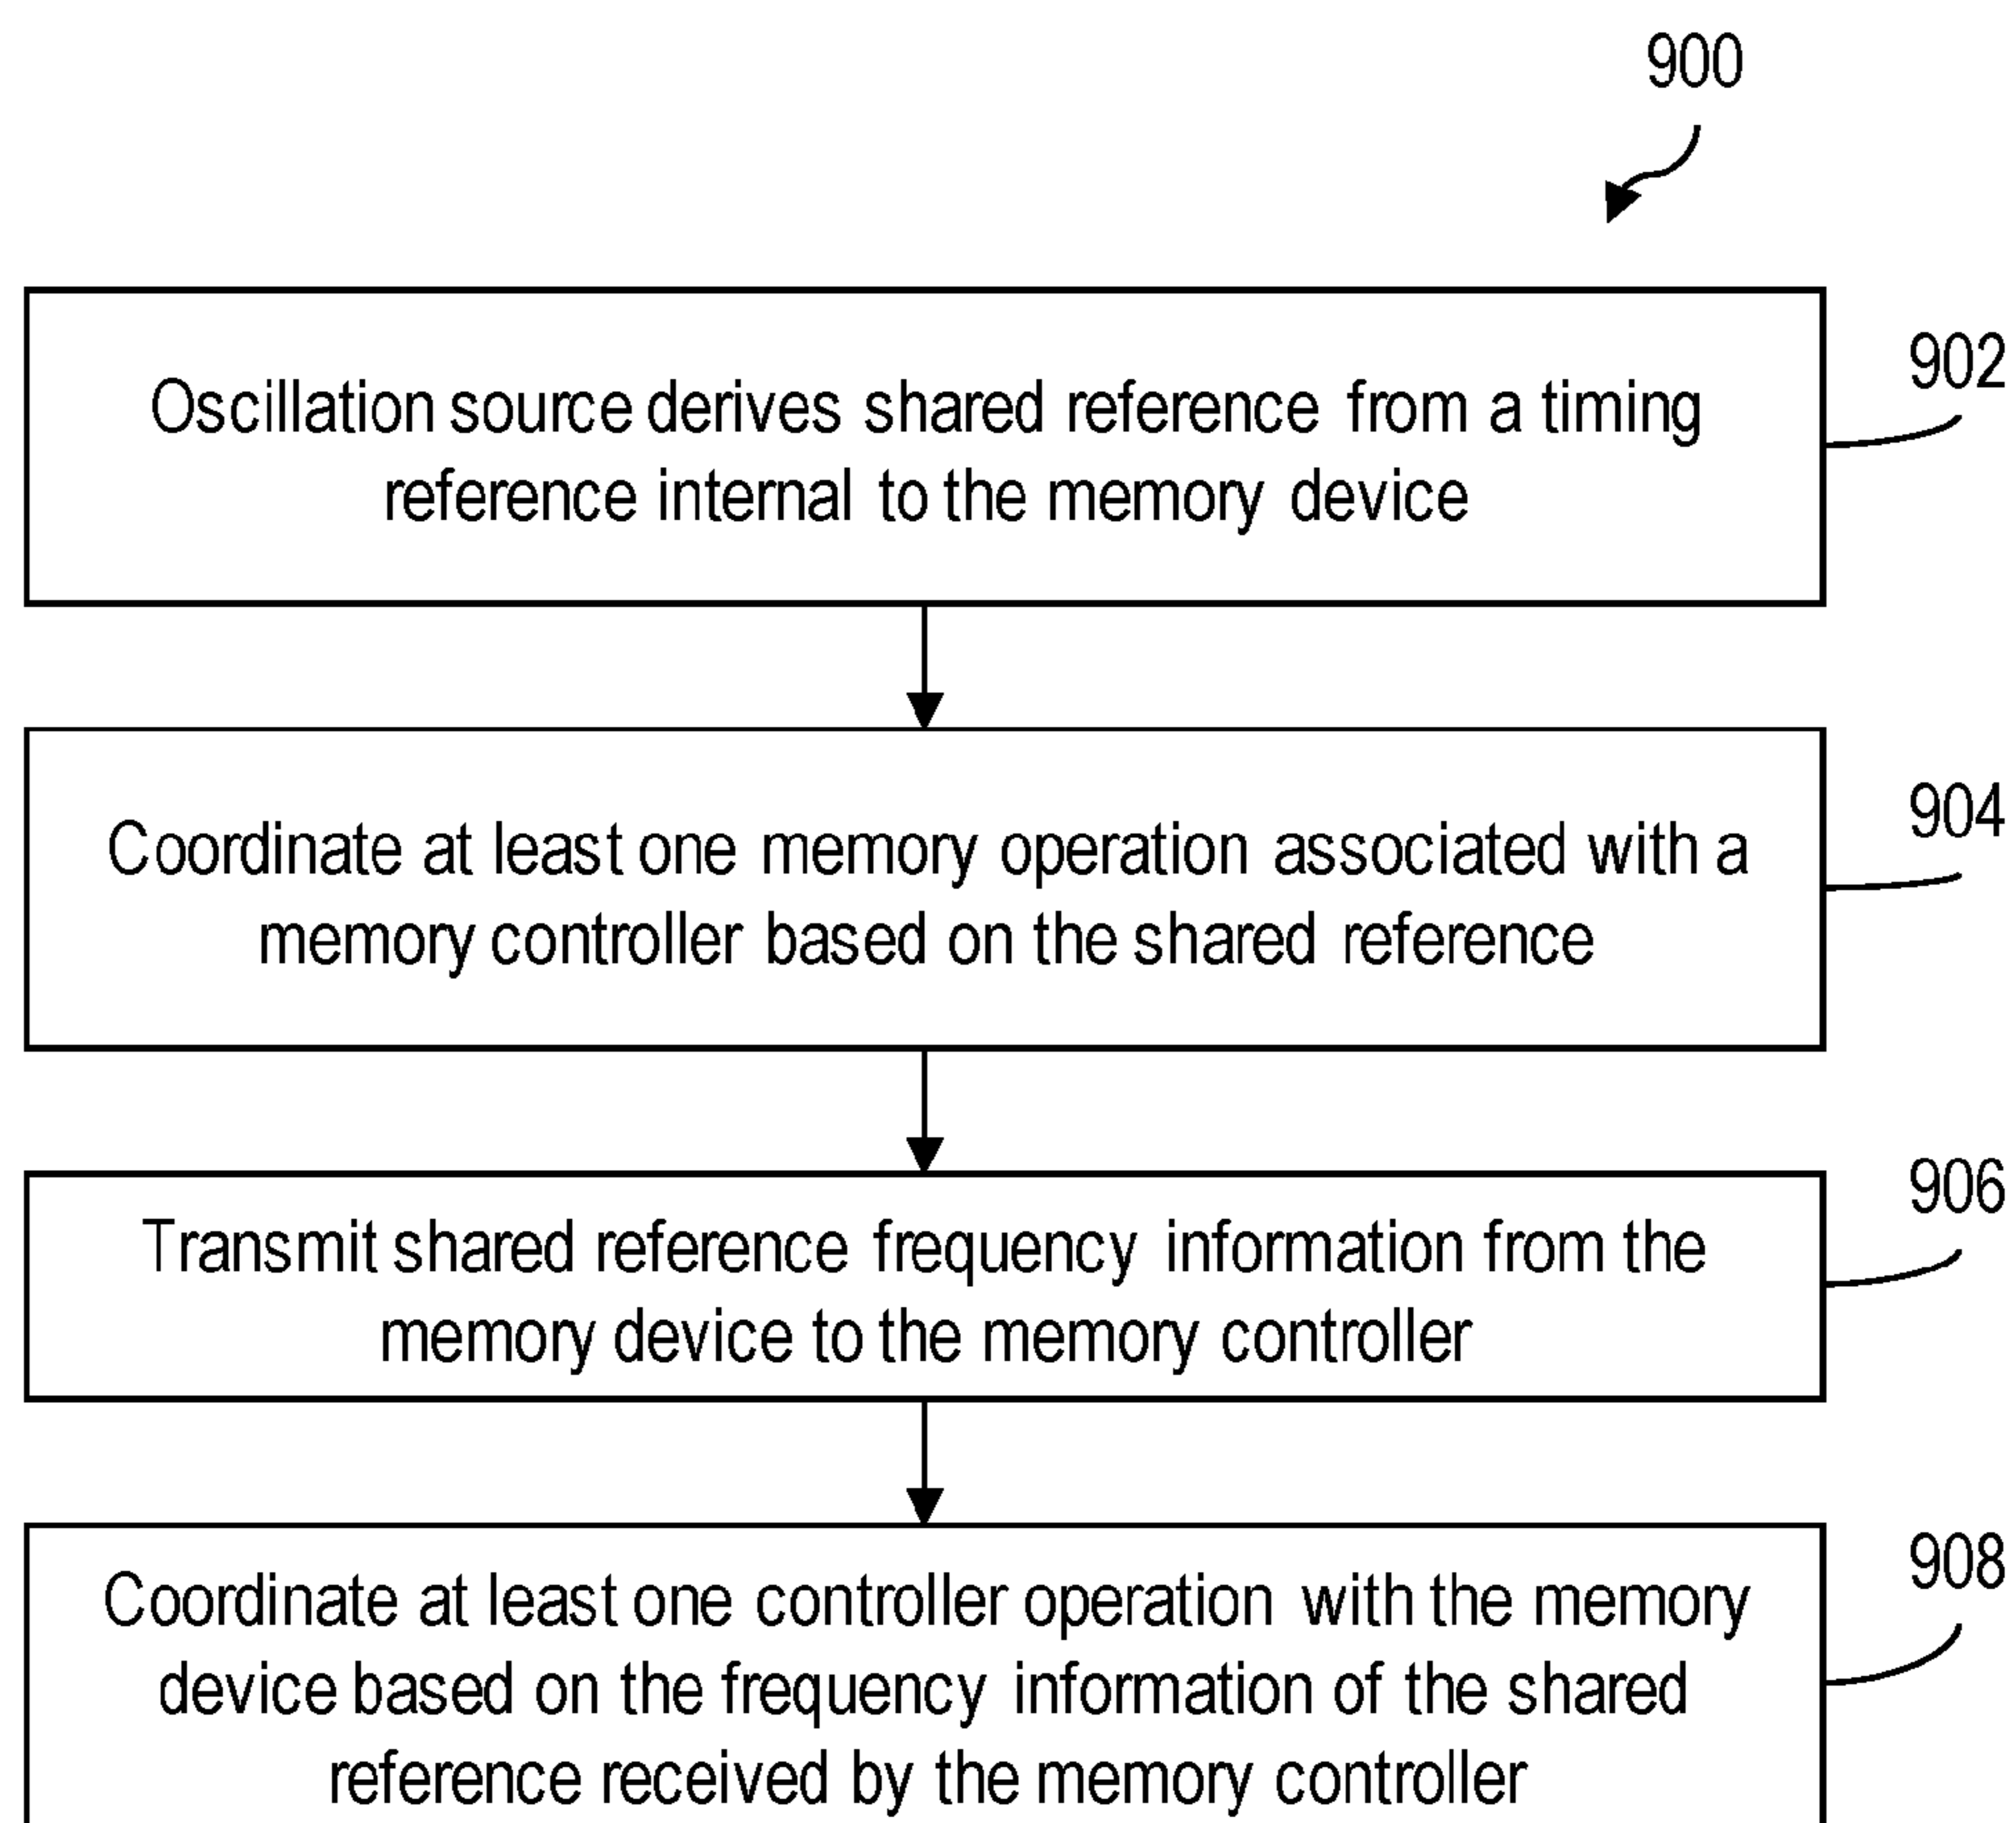 900
Oscillation source derives shared reference from a timing
reference internal to the memory device
902
Coordinate at least one memory operation associated with a
memory controller based on the shared reference
904
Transmit shared reference frequency information from the
memory device to the memory controller
906
Coordinate at least one controller operation with the memory
device based on the frequency information of the shared
reference received by the memory controller
908